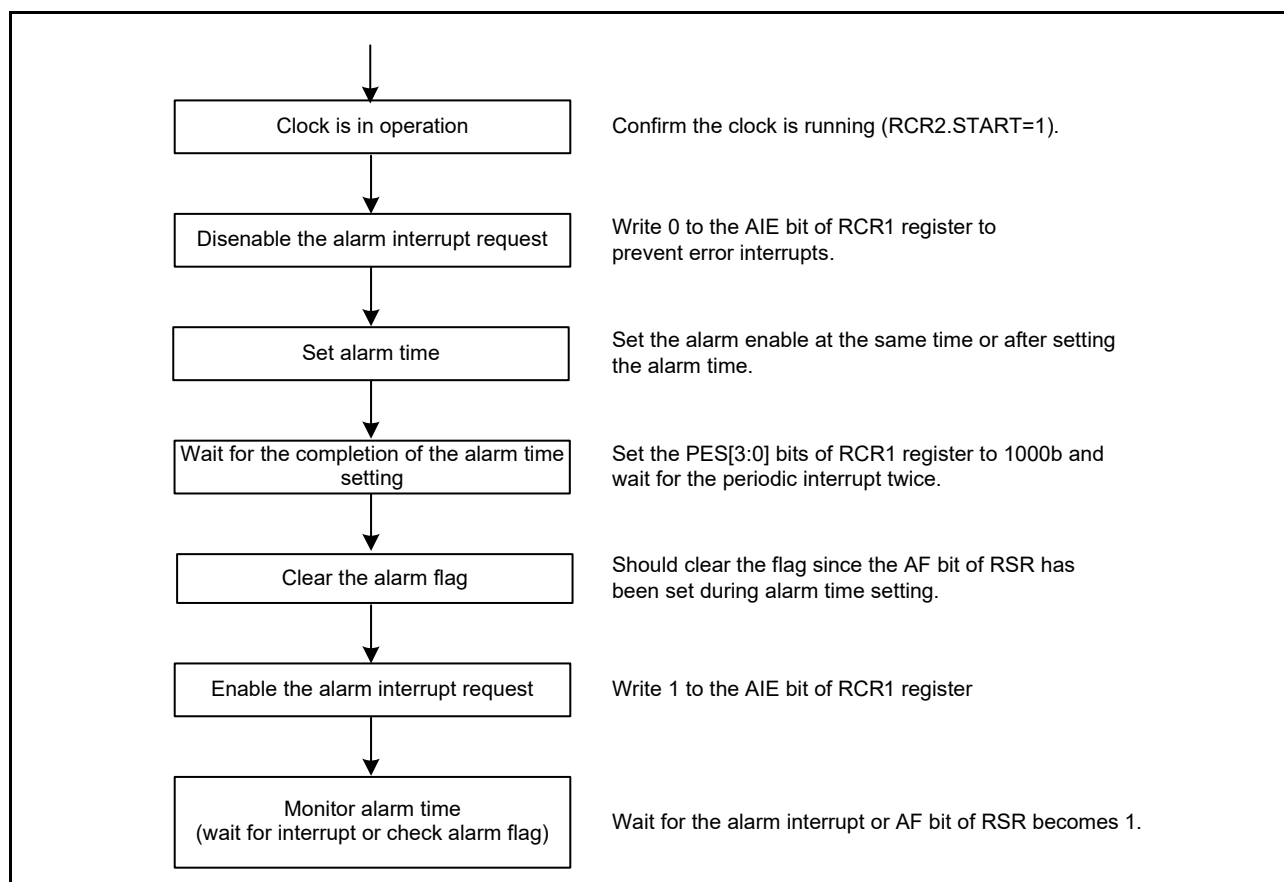 Clock is in operation
Confirm the clock is running (RCR2.START=1).
Disenable the alarm interrupt request
Write 0 to the AIE bit of RCR1 register to
prevent error interrupts.
Set alarm time
Set the alarm enable at the same time or after setting
the alarm time.
Wait for the completion of the alarm time
setting
Set the PES[3:0] bits of RCR1 register to 1000b and
wait for the periodic interrupt twice.
Clear the alarm flag
Should clear the flag since the AF bit of RSR has
been set during alarm time setting.
Enable the alarm interrupt request
Write 1 to the AIE bit of RCR1 register
Monitor alarm time
(wait for interrupt or check alarm flag)
Wait for the alarm interrupt or AF bit of RSR becomes 1.